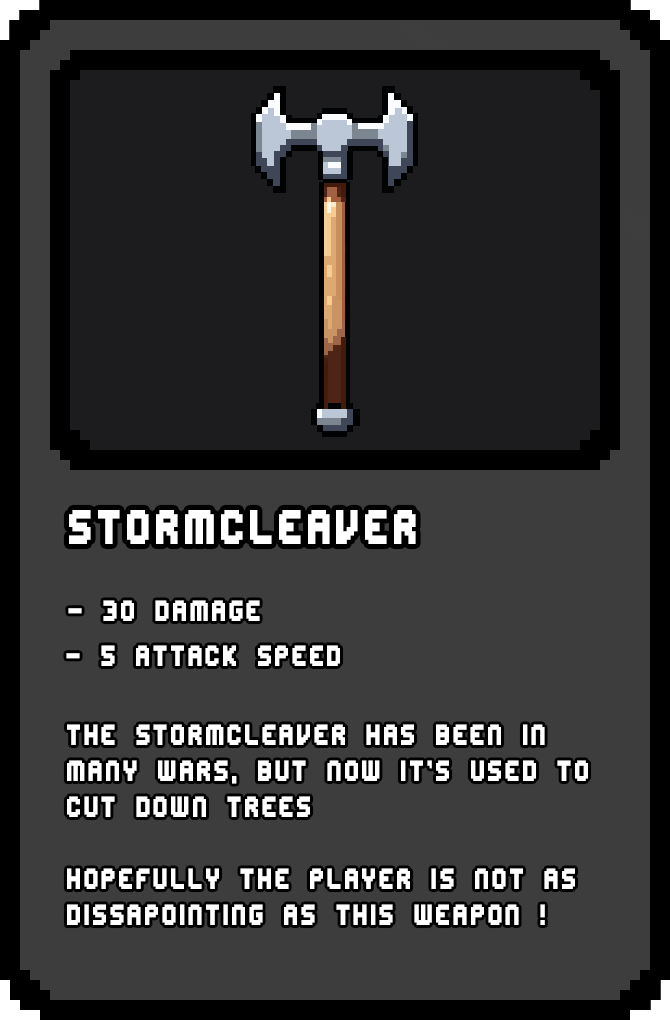 STORMCLEAVER
- 30 DAMAGE
- 5 ATTACK SPEED
THE STORMCLEAVER HAS BEEN IN
MANY WARS, BUT NOW IT'S USED TO
CUT DOWN TREES
HOPEFULLY THE PLAYER IS NOT AS
DISSAPOINTING AS THIS WEAPON !